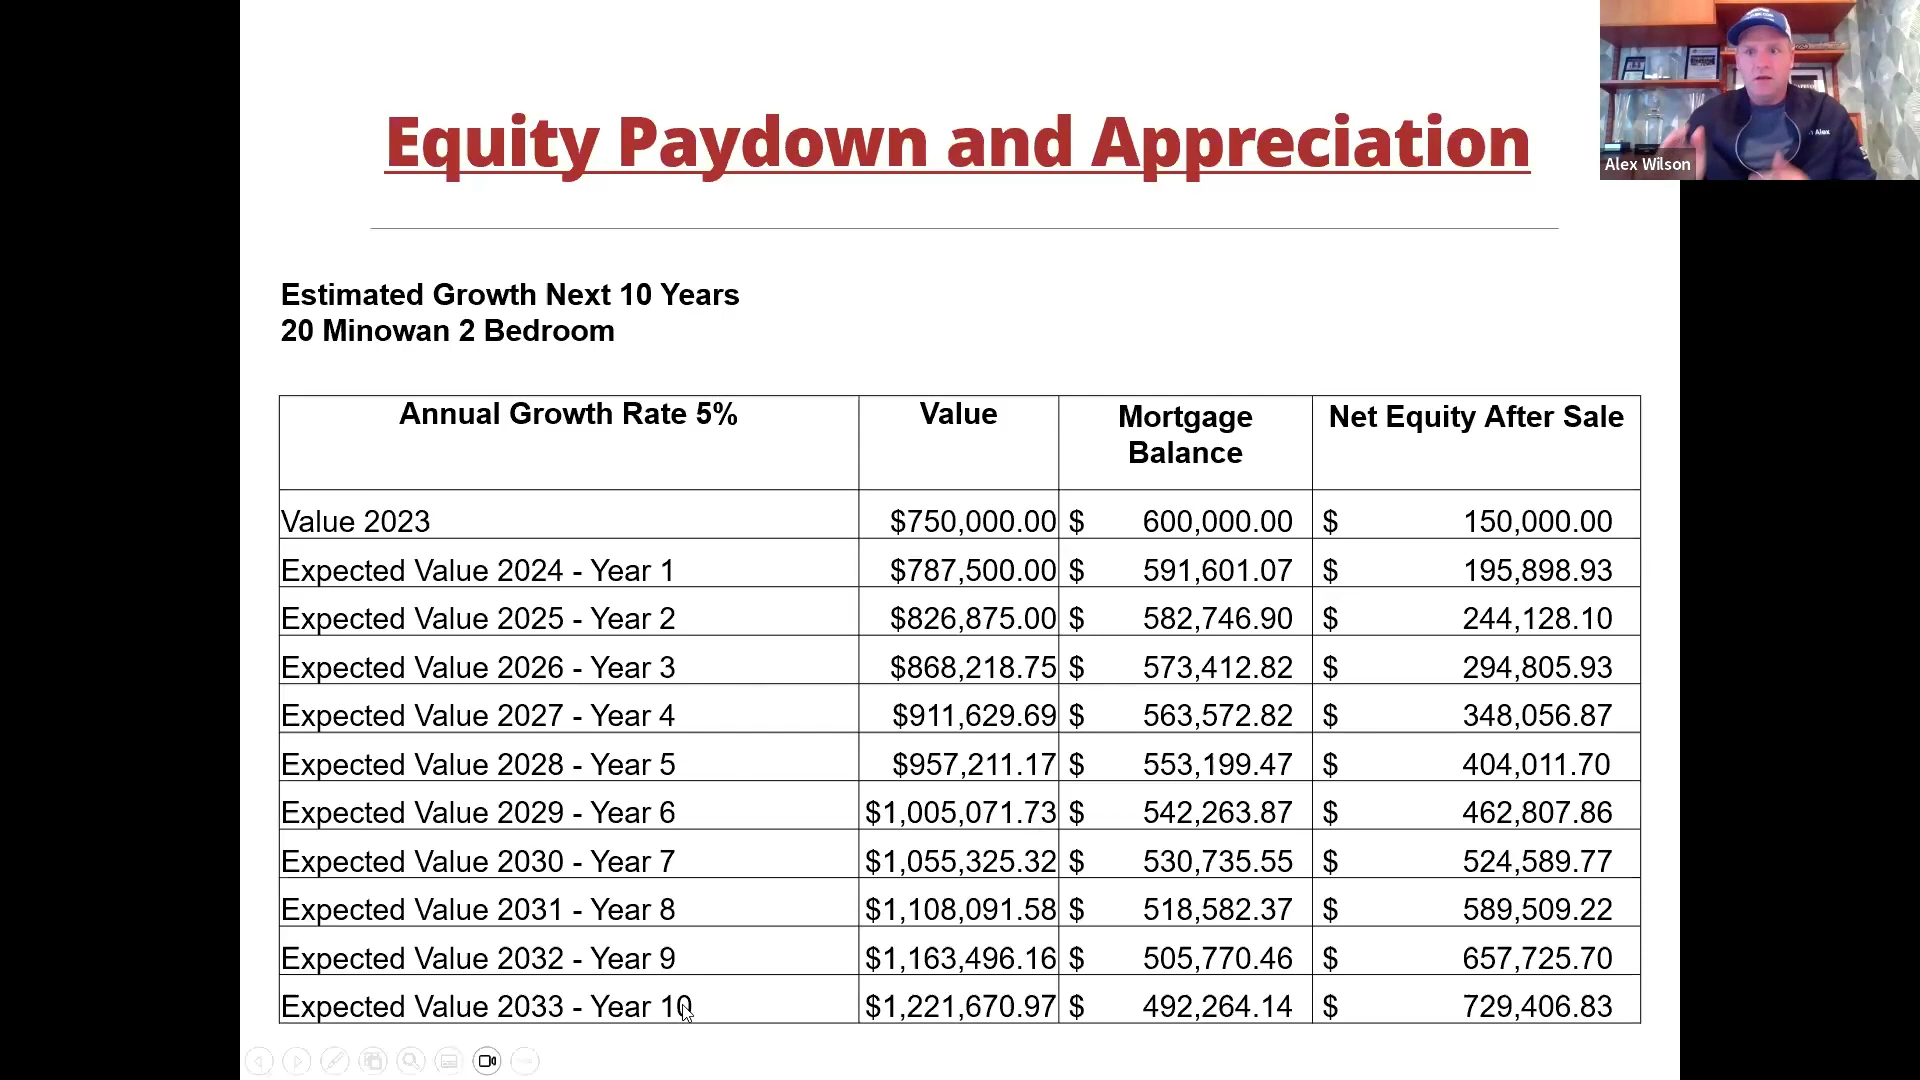 Equity Paydown and Appreciation
Alex Wilson
Alex
Estimated Growth Next 10 Years
20 Minowan 2 Bedroom
Annual Growth Rate 5% Value Mortgage Balance Net Equity After Sale
Value 2023 $750,000.00 $ 600,000.00 $ 150,000.00
Expected Value 2024 - Year 1 $787,500.00 $ 591,601.07 $ 195,898.93
Expected Value 2025 - Year 2 $826,875.00 $ 582,746.90 $ 244,128.10
Expected Value 2026 - Year 3 $868,218.75 $ 573,412.82 $ 294,805.93
Expected Value 2027 - Year 4 $911,629.69 $ 563,572.82 $ 348,056.87
Expected Value 2028 - Year 5 $957,211.17 $ 553,199.47 $ 404,011.70
Expected Value 2029 - Year 6 $1,005,071.73 $ 542,263.87 $ 462,807.86
Expected Value 2030 - Year 7 $1,055,325.32 $ 530,735.55 $ 524,589.77
Expected Value 2031 - Year 8 $1,108,091.58 $ 518,582.37 $ 589,509.22
Expected Value 2032 - Year 9 $1,163,496.16 $ 505,770.46 $ 657,725.70
Expected Value 2033 - Year 10 $1,221,670.97 $ 492,264.14 $ 729,406.83